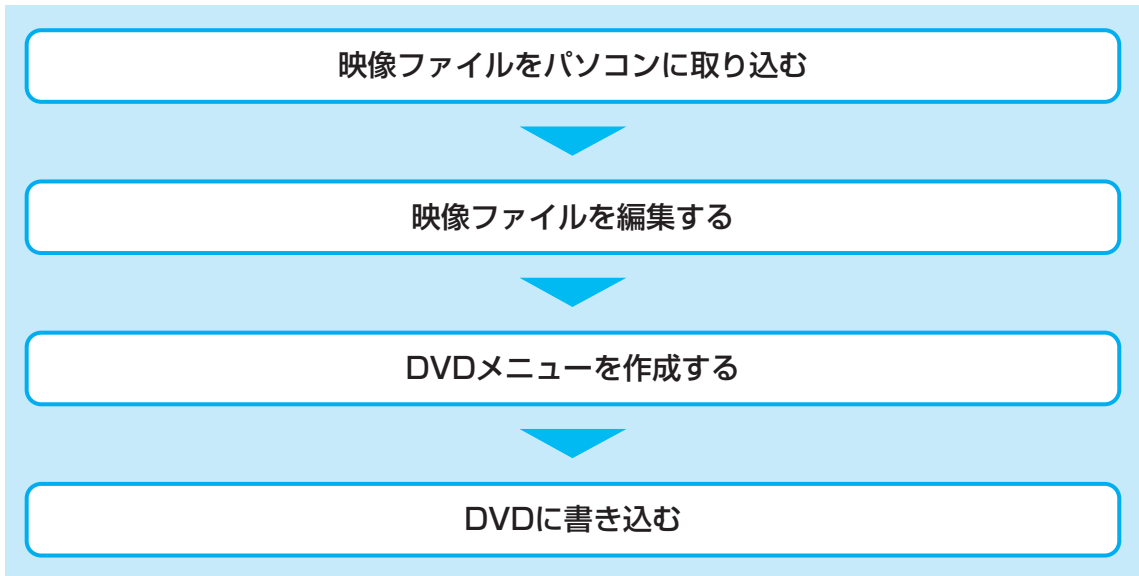 映像ファイルをパソコンに取り込む
映像ファイルを編集する
DVDメニューを作成する
DVDに書き込む